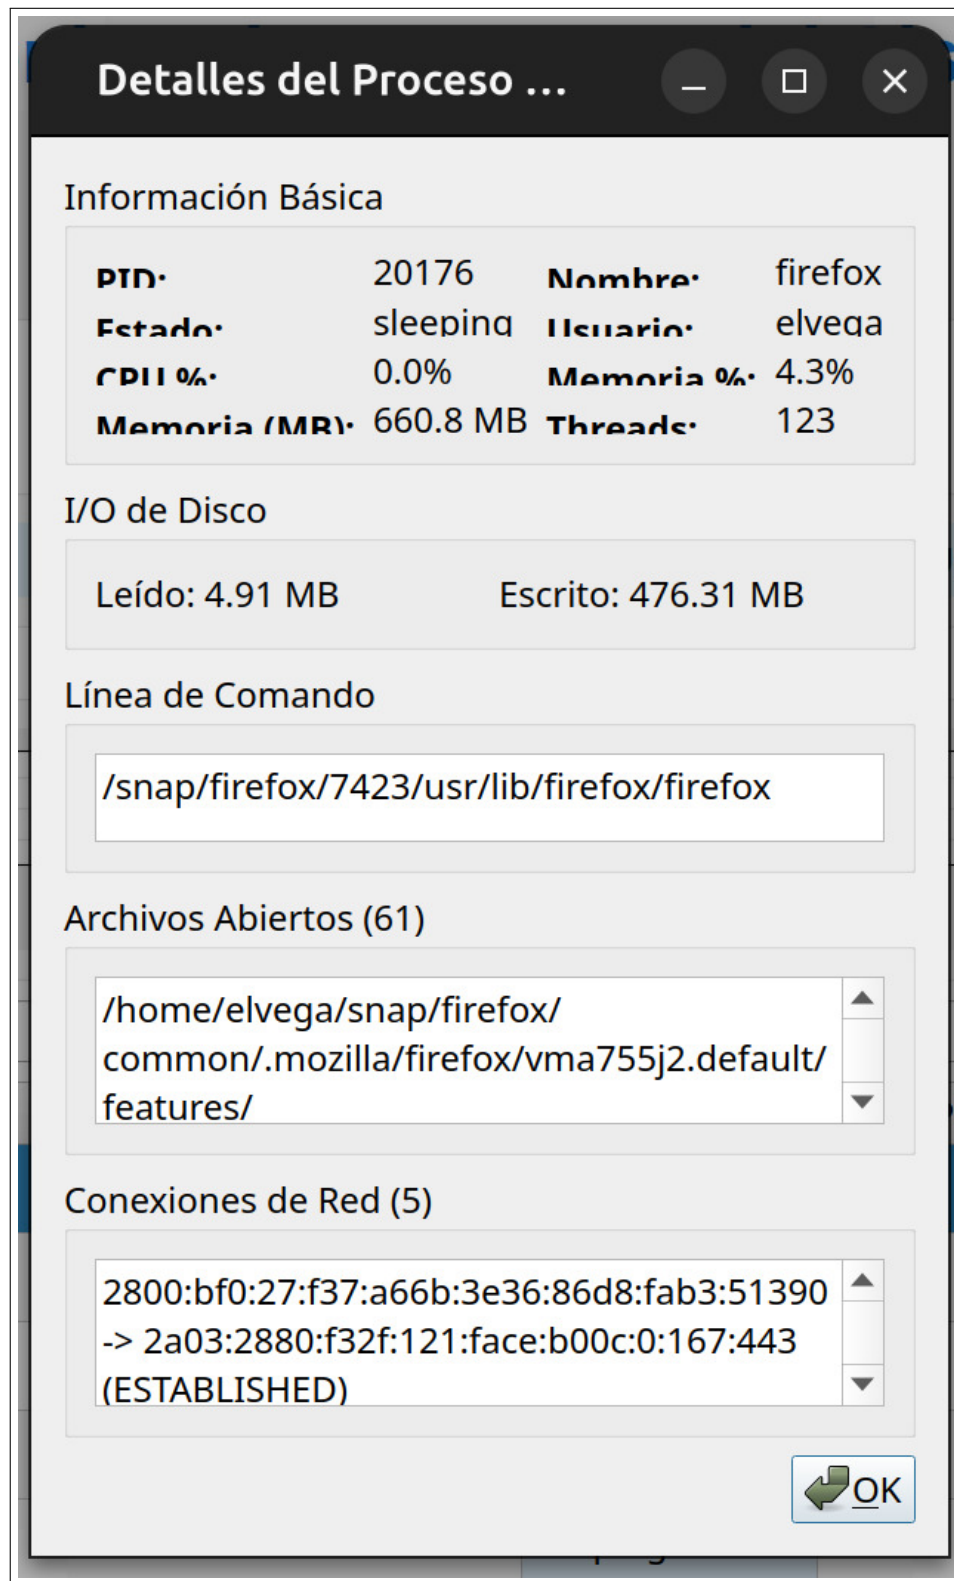 Detalles del Proceso ...
Información Básica
PID: 20176 Nombre: firefox
Estado: sleeping Usuario: elvega
CPU %: 0.0% Memoria %: 4.3%
Memoria (MB): 660.8 MB Threads: 123
I/O de Disco
Leído: 4.91 MB Escrito: 476.31 MB
Línea de Comando
/snap/firefox/7423/usr/lib/firefox/firefox
Archivos Abiertos (61)
/home/elvega/snap/firefox/
common/.mozilla/firefox/vma755j2.default/
features/
Conexiones de Red (5)
2800:bf0:27:f37:a66b:3e36:86d8:fab3:51390
-> 2a03:2880:f32f:121:face:b00c:0:167:443
(ESTABLISHED)
OK